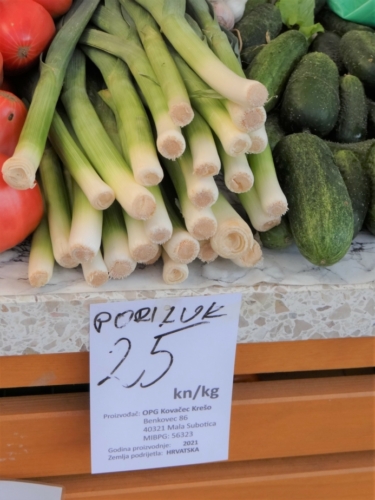 PORILUK
25
kn/kg
Proizvođač: OPG Kovačec Krešo
Benkovec 86
40321 Mala Subotica
MIBPG: 56323
Godina proizvodnje: 2021
Zemlja podrijetla: HRVATSKA